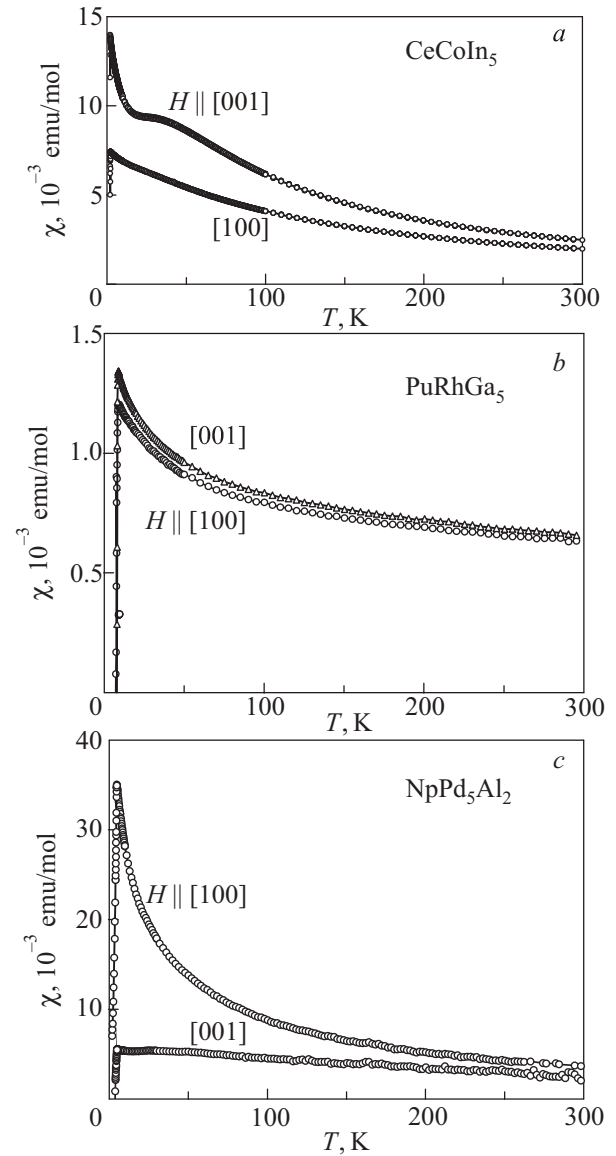 15
a
CeCoIn₅
H || [001]
10
χ, 10⁻³ emu/mol
5
[100]
0
100
200
300
T, K
1.5
b
PuRhGa₅
1.0
[001]
H || [100]
χ, 10⁻³ emu/mol
0.5
0
100
200
300
T, K
40
c
NpPd₅Al₂
30
H || [100]
20
χ, 10⁻³ emu/mol
10
[001]
0
100
200
300
T, K